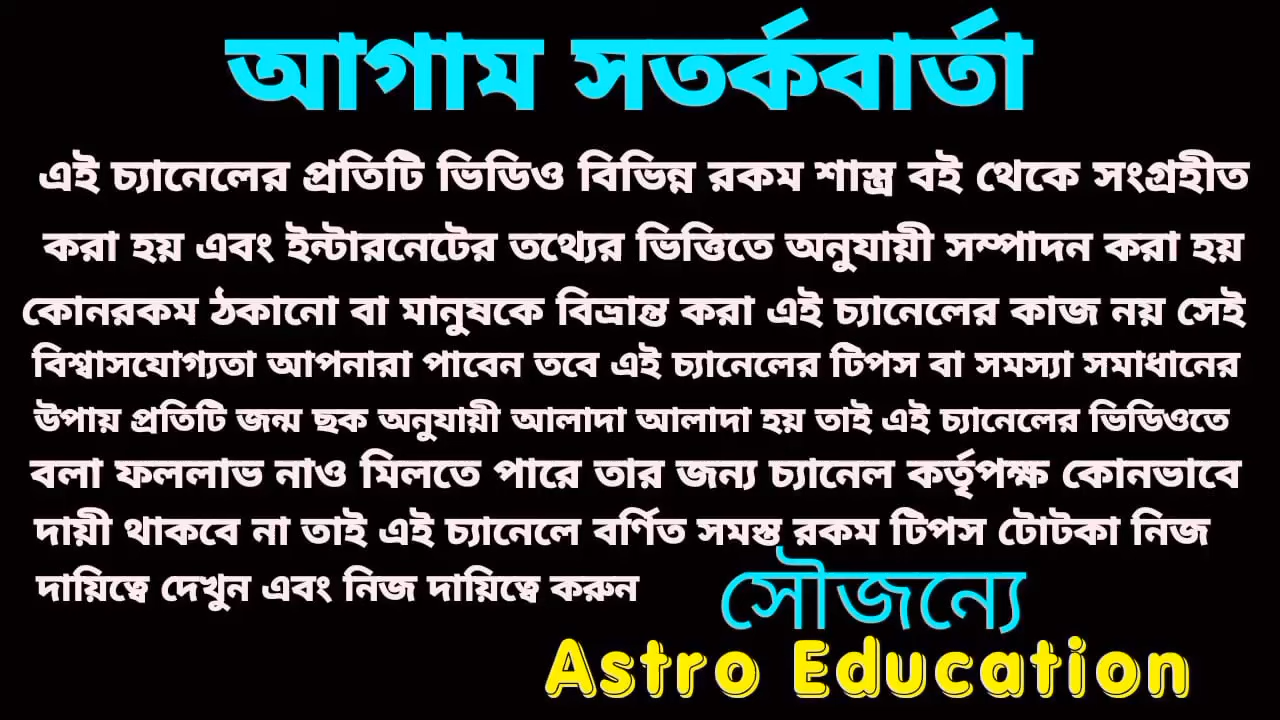 আগাম সতর্কবার্তা
এই চ্যানেলের প্রতিটি ভিডিও বিভিন্ন রকম শাস্ত্র বই থেকে সংগ্রহীত
করা হয় এবং ইন্টারনেটের তথ্যের ভিত্তিতে অনুযায়ী সম্পাদন করা হয়
কোনরকম ঠকানো বা মানুষকে বিভ্রান্ত করা এই চ্যানেলের কাজ নয় সেই
বিশ্বাসযোগ্যতা আপনারা পাবেন তবে এই চ্যানেলের টিপস বা সমস্যা সমাধানের
উপায় প্রতিটি জন্ম ছক অনুযায়ী আলাদা আলাদা হয় তাই এই চ্যানেলের ভিডিওতে
বলা ফললাভ নাও মিলতে পারে তার জন্য চ্যানেল কর্তৃপক্ষ কোনভাবে
দায়ী থাকবে না তাই এই চ্যানেলে বর্ণিত সমস্ত রকম টিপস টোটকা নিজ
দায়িত্বে দেখুন এবং নিজ দায়িত্বে করুন
সৌজন্যে
Astro Education